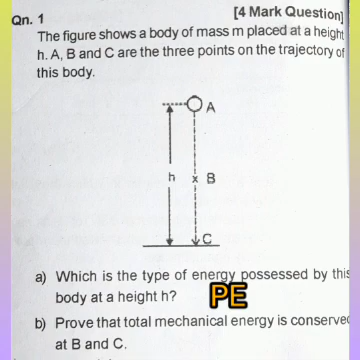 Qn. 1 [4 Mark Question]
The figure shows a body of mass m placed at a height
h. A, B and C are the three points on the trajectory of
this body.
A
h x B
C
a) Which is the type of energy possessed by this
body at a height h? PE
b) Prove that total mechanical energy is conserved
at B and C.